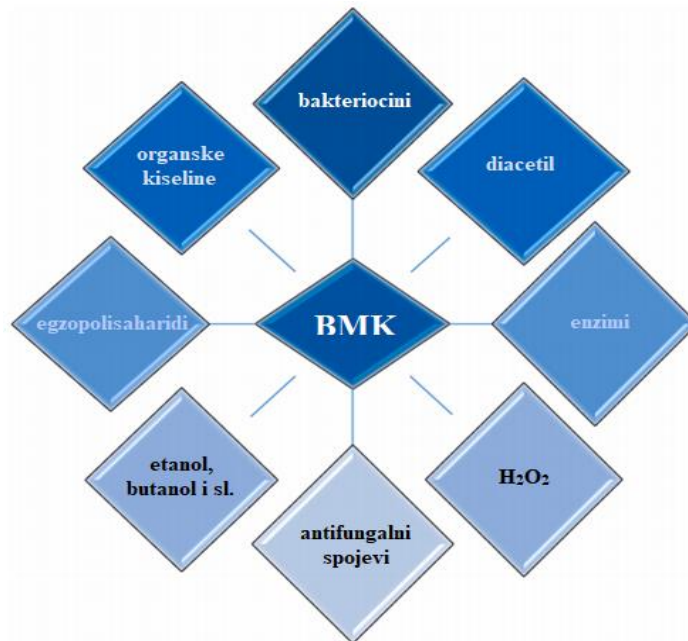 bakteriocini
organske
kiseline
diacetil
egzopolisaharidi
BMK
enzimi
etanol,
butanol i sl.
H₂O₂
antifungalni
spojevi